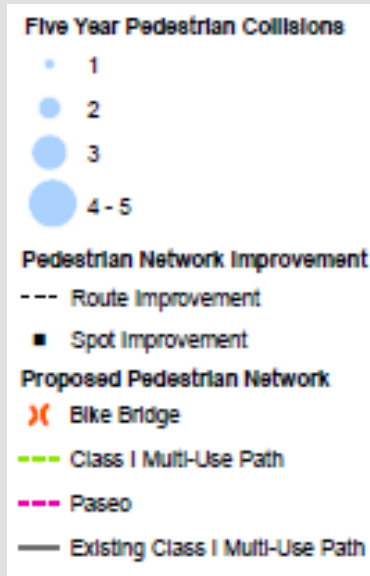 Five Year Pedestrian Collisions
1
2
3
4 - 5
Pedestrian Network Improvement
Route Improvement
Spot Improvement
Proposed Pedestrian Network
Bike Bridge
Class I Multi-Use Path
Paseo
Existing Class I Multi-Use Path